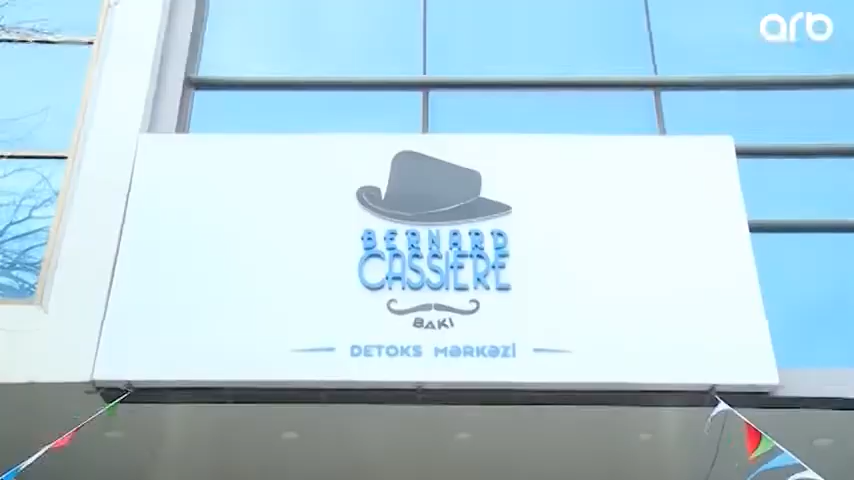 arb
BERNARD
CASSIERE
BAKI
DETOKS MƏRKƏZİ